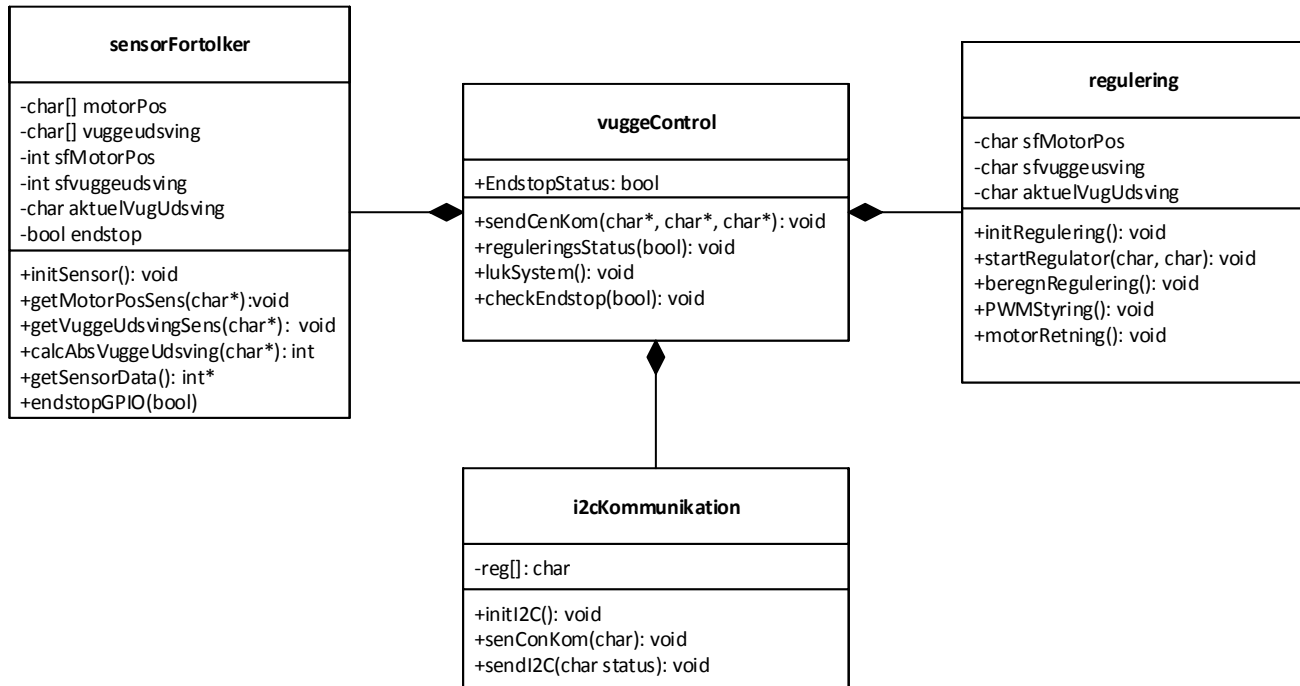 sensorFortolker
-char[] motorPos
-char[] vuggeudsving
-int sfMotorPos
-int sfvuggeudsving
-char aktuelVugUdsving
-bool endstop
+initSensor(): void
+getMotorPosSens(char*):void
+getVuggeUdsvingSens(char*): void
+calcAbsVuggeUdsving(char*): int
+getSensorData(): int*
+endstopGPIO(bool)
vuggeControl
+EndstopStatus: bool
+sendCenKom(char*, char*, char*): void
+reguleringsStatus(bool): void
+lukSystem(): void
+checkEndstop(bool): void
regulering
-char sfMotorPos
-char sfvuggeusving
-char aktuelVugUdsving
+initRegulering(): void
+startRegulator(char, char): void
+beregnRegulering(): void
+PWMStyring(): void
+motorRetning(): void
i2cKommunikation
-reg[]: char
+initI2C(): void
+senConKom(char): void
+sendI2C(char status): void